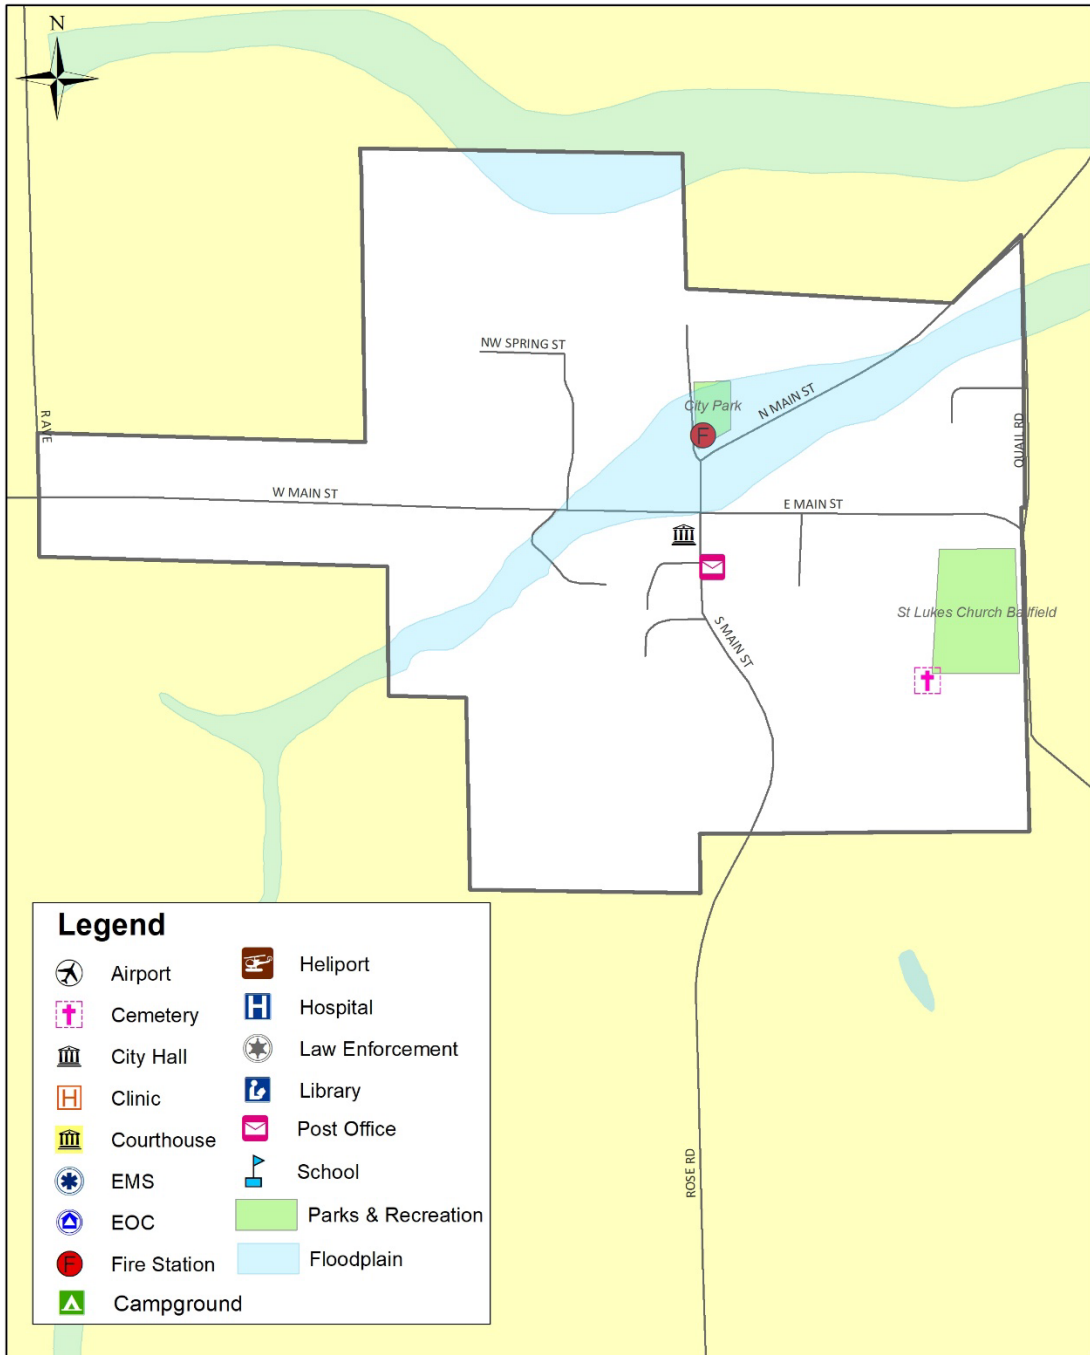 N
NW SPRING ST
City Park
N MAIN ST
R AVE
QUAIL RD
W MAIN ST
E MAIN ST
F
St Lukes Church Ballfield
S MAIN ST
ROSE RD
Legend
Airport
Cemetery
City Hall
H Clinic
Courthouse
EMS
EOC
F Fire Station
Campground
Heliport
H Hospital
Law Enforcement
Library
Post Office
School
Parks & Recreation
Floodplain